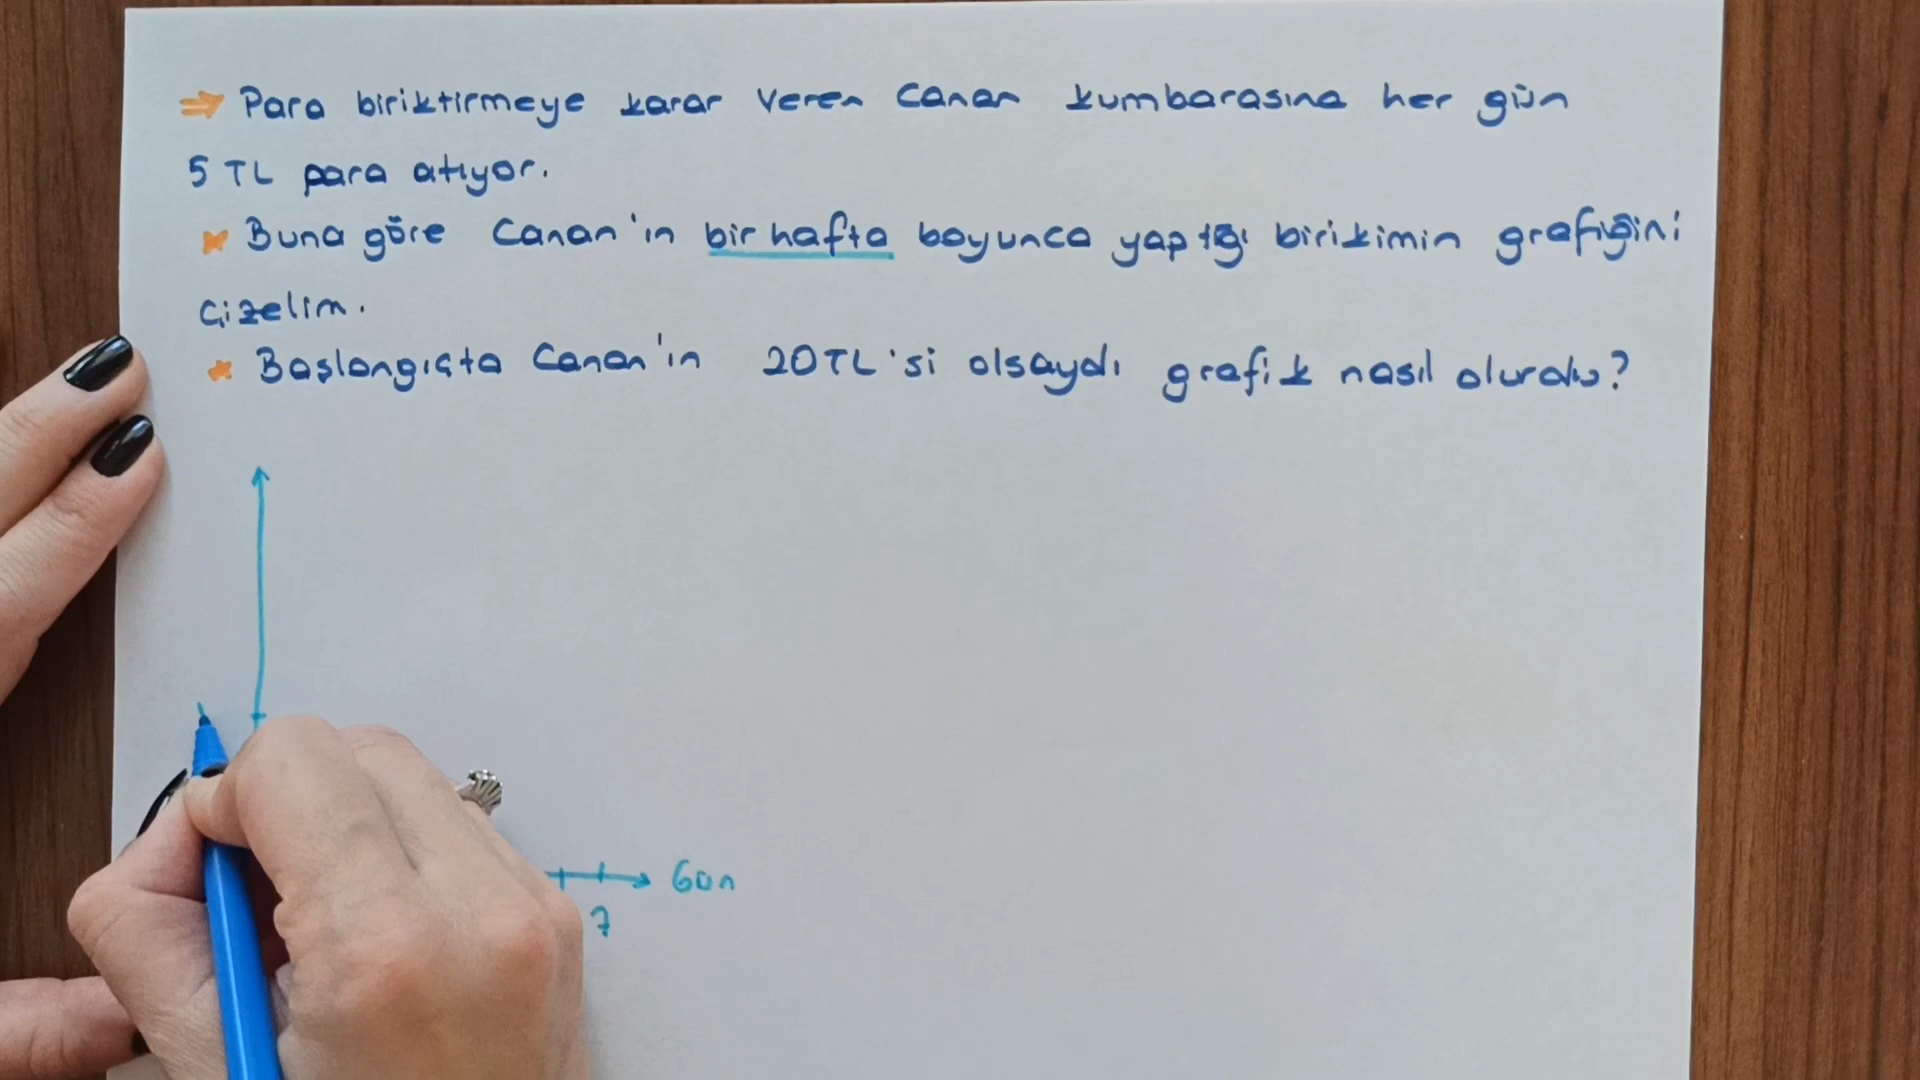 ⇒ Para biriktirmeye karar veren Canan kumbarasına her gün
5 TL para atıyor.
* Buna göre Canan'ın bir hafta boyunca yaptığı birikimin grafiğini
çizelim.
* Başlangıçta Canan'ın 20TL'si olsaydı grafik nasıl olurdu?
Gün
7